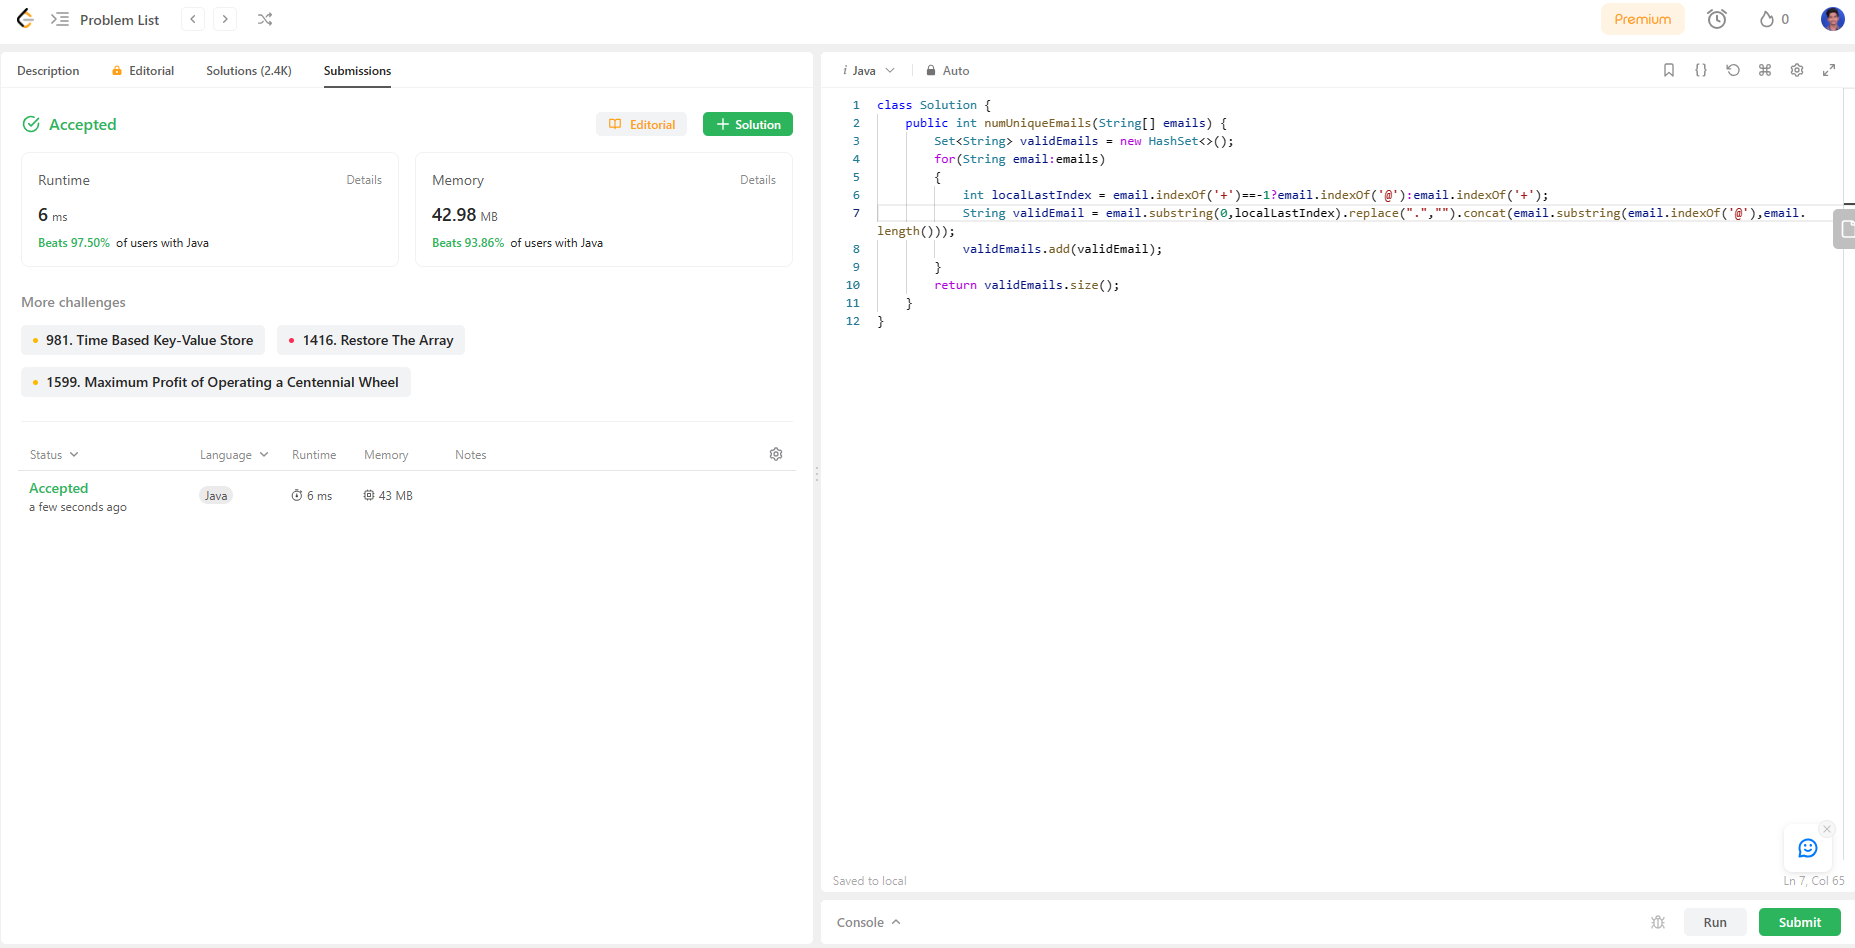 Problem List
Premium
0
Description
Editorial
Solutions (2.4K)
Submissions
Accepted
Editorial
Solution
Runtime
Details
6 ms
Beats 97.50% of users with Java
Memory
Details
42.98 MB
Beats 93.86% of users with Java
More challenges
981. Time Based Key-Value Store
1416. Restore The Array
1599. Maximum Profit of Operating a Centennial Wheel
Status
Language
Runtime
Memory
Notes
Accepted
a few seconds ago
Java
6 ms
43 MB
i Java
Auto
1 class Solution {
2 public int numUniqueEmails(String[] emails) {
3 Set<String> validEmails = new HashSet<>();
4 for(String email:emails)
5 {
6 int localLastIndex = email.indexOf('+')==-1?email.indexOf('@'):email.indexOf('+');
7 String validEmail = email.substring(0,localLastIndex).replace(".","").concat(email.substring(email.indexOf('@'),email.
length()));
8 validEmails.add(validEmail);
9 }
10 return validEmails.size();
11 }
12 }
Saved to local
Ln 7, Col 65
Console
Run
Submit